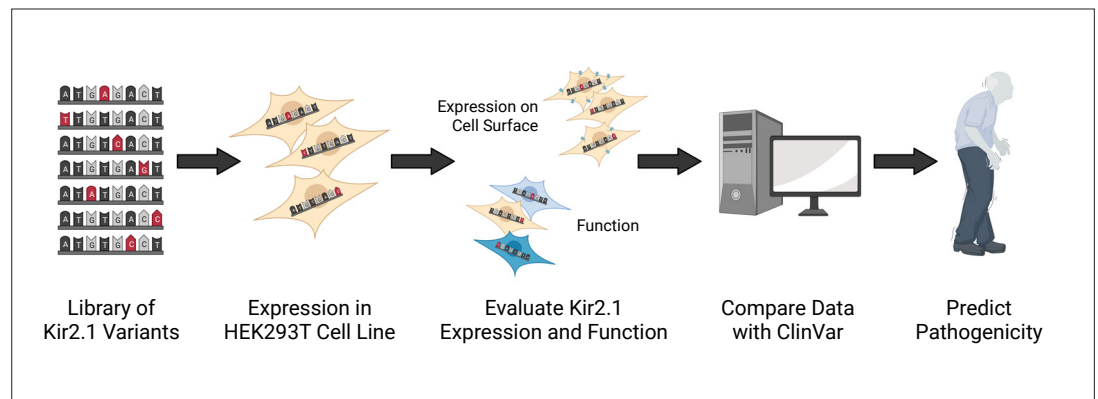 A T G A G A C T
T T G T G A C T
A T G T C A C T
A T G T G A G T
A T A T G A C T
A T G T G A C C
A T G T G C C T
Expression on
Cell Surface
Function
Library of
Kir2.1 Variants
Expression in
HEK293T Cell Line
Evaluate Kir2.1
Expression and Function
Compare Data
with ClinVar
Predict
Pathogenicity